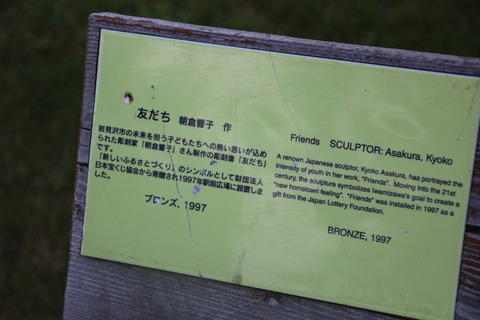 友だち 朝倉響子 作
岩見沢市の未来を担う子どもたちへの熱い思いが込め
られた彫刻家「朝倉響子」さん制作の彫刻像「友だち」
です。
「新しいふるさとづくり」のシンボルとして財団法人
日本宝くじ協会から寄贈され1997駅前広場に設置しま
した。
ブロンズ, 1997
Friends SCULPTOR: Asakura, Kyoko
A renown Japanese sculptor, Kyoko Asakura, has portrayed the
intensity of youth in her work, "Friends". Moving into the 21st
century, the sculpture symbolizes Iwamizawa's goal to create a
"new hometown feeling". "Friends" was installed in 1997 as a
gift from the Japan Lottery Foundation.
BRONZE, 1997